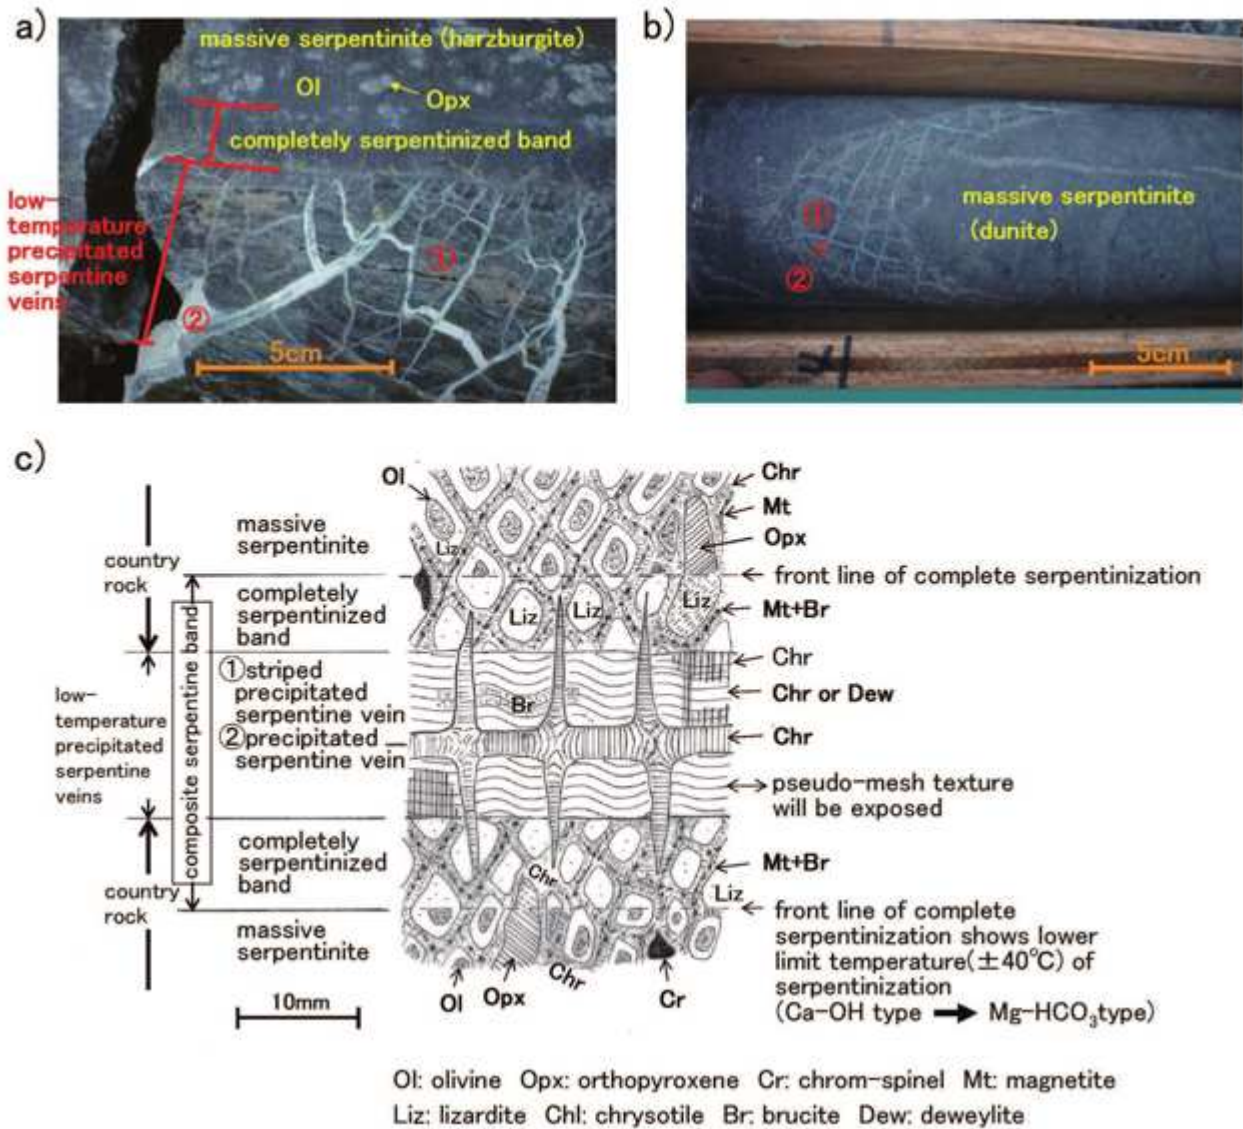 a)
massive serpentinite (harzburgite)
Ol
Opx
completely serpentinized band
low-
temperature
precipitated
serpentine
veins
①
②
5cm
b)
①
②
massive serpentinite
(dunite)
5cm
c)
country
rock
low-
temperature
precipitated
serpentine
veins
country
rock
composite serpentine band
massive
serpentinite
completely
serpentinized
band
①striped
precipitated
serpentine vein
②precipitated
serpentine vein
completely
serpentinized
band
massive
serpentinite
10mm
Ol
Liz
Liz
Liz
Liz
Br
Chr
Liz
Ol
Opx
Chr
Cr
Chr
Mt
Opx
front line of complete serpentinization
Mt+Br
Chr
Chr or Dew
Chr
pseudo-mesh texture
will be exposed
Mt+Br
front line of complete
serpentinization shows lower
limit temperature(±40℃) of
serpentinization
(Ca-OH type ➡ Mg-HCO₃type)
Ol: olivine Opx: orthopyroxene Cr: chrom-spinel Mt: magnetite
Liz: lizardite Chl: chrysotile Br: brucite Dew: deweylite